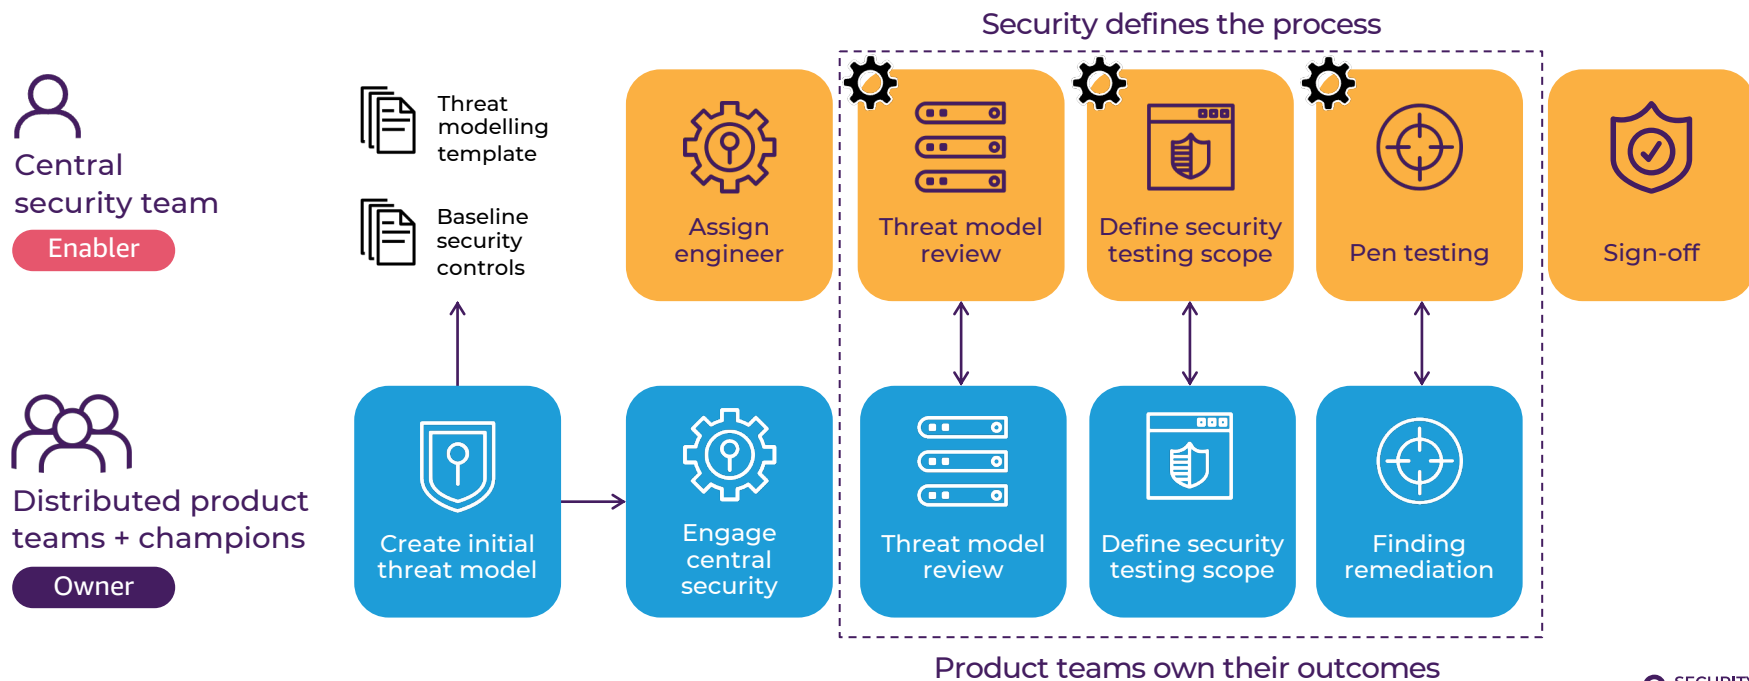 Security defines the process
Central
security team
Enabler
Threat
modelling
template
Baseline
security
controls
Assign
engineer
Threat model
review
Define security
testing scope
Pen testing
Sign-off
Distributed product
teams + champions
Owner
Create initial
threat model
Engage
central
security
Threat model
review
Define security
testing scope
Finding
remediation
Product teams own their outcomes